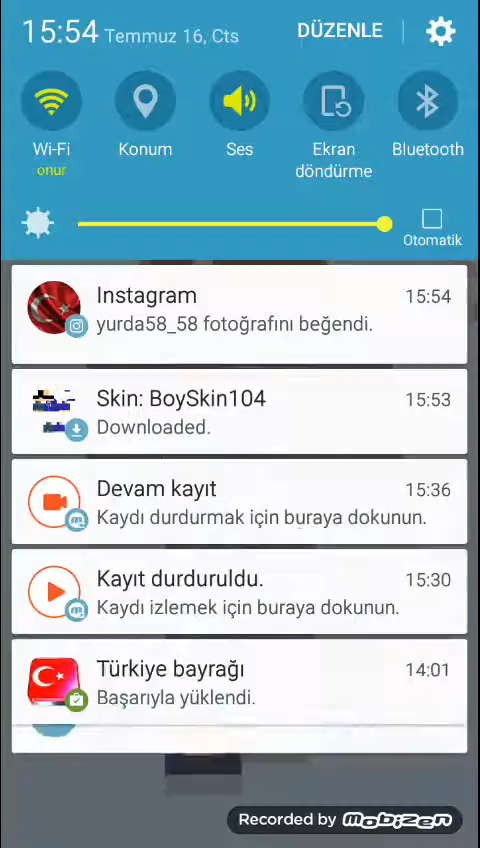 15:54 Temmuz 16, Cts DÜZENLE
Wi-Fi Konum Ses Ekran döndürme Bluetooth
onur
Otomatik
Instagram 15:54
yurda58_58 fotoğrafını beğendi.
Skin: BoySkin104 15:53
Downloaded.
Devam kayıt 15:36
Kaydı durdurmak için buraya dokunun.
Kayıt durduruldu. 15:30
Kaydı izlemek için buraya dokunun.
Türkiye bayrağı 14:01
Başarıyla yüklendi.
Recorded by Mobizen